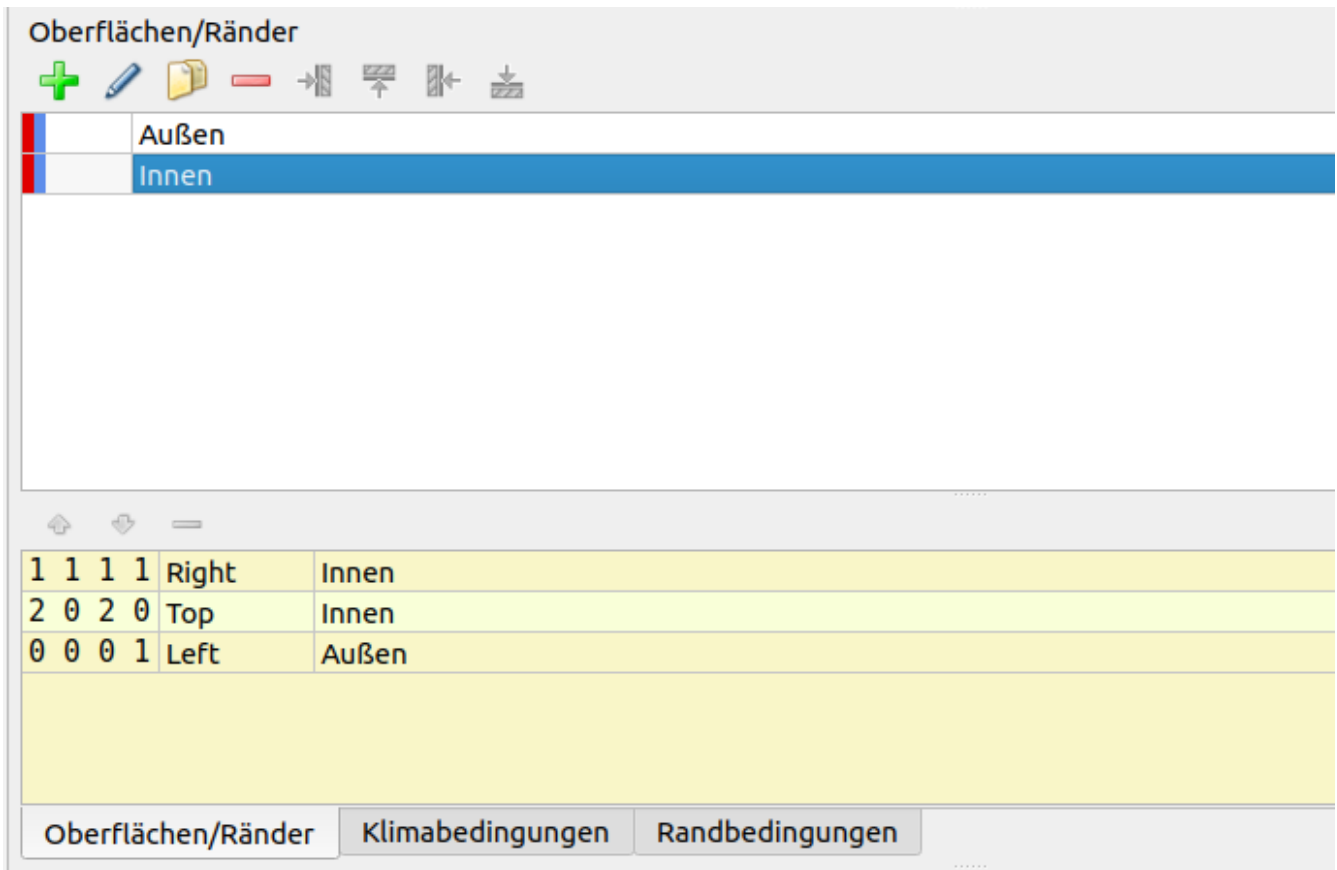 Oberflächen/Ränder
Außen
Innen
1 1 1 1 Right Innen
2 0 2 0 Top Innen
0 0 0 1 Left Außen
Oberflächen/Ränder Klimabedingungen Randbedingungen